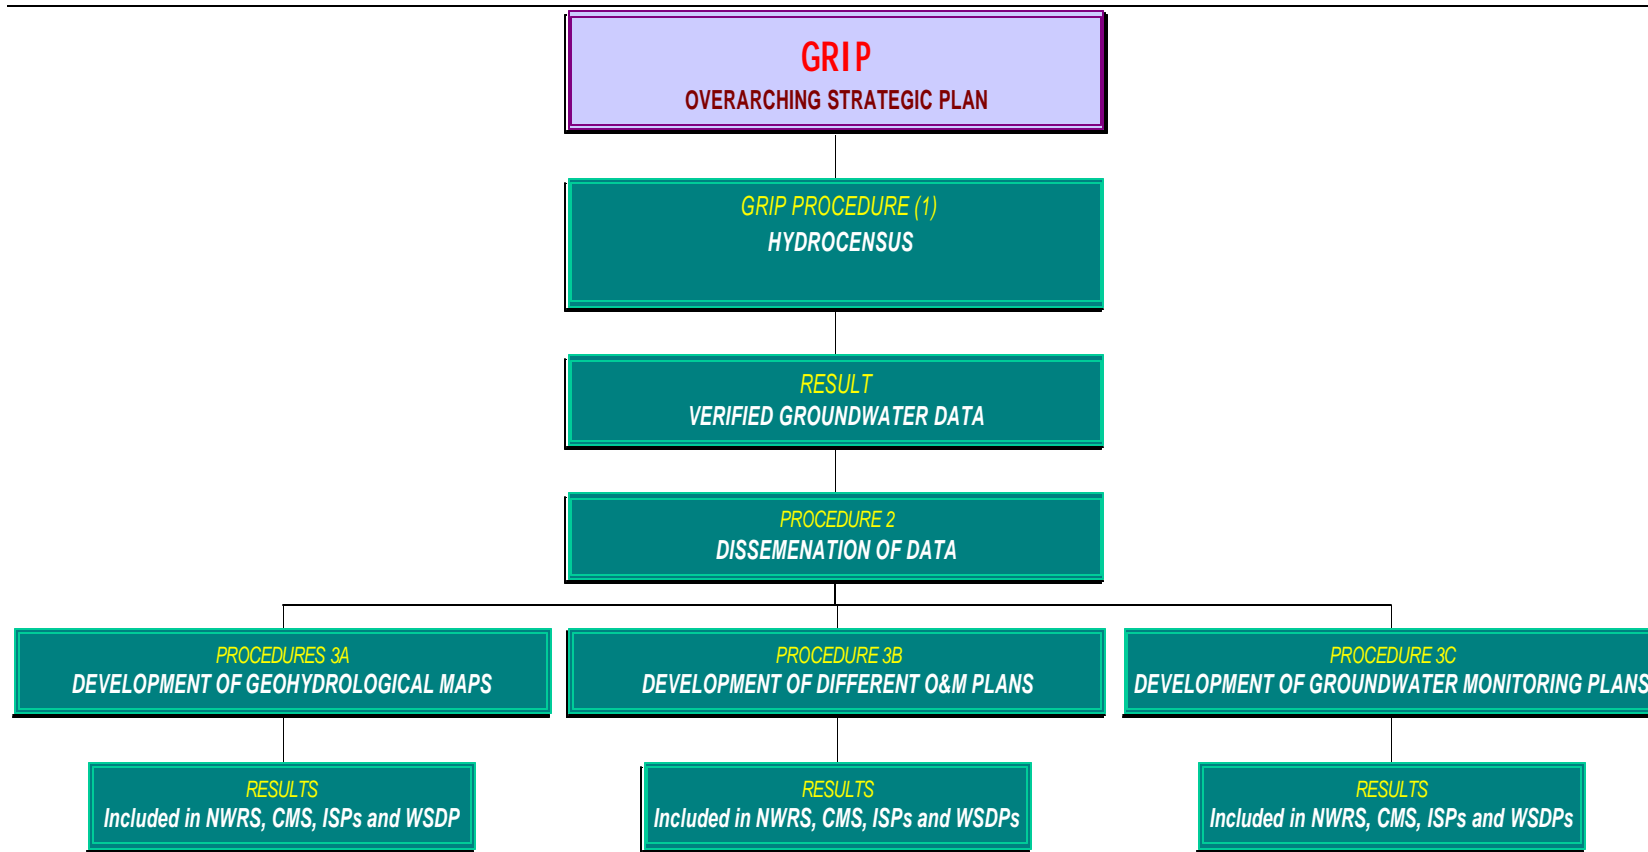 GRIP
OVERARCHING STRATEGIC PLAN
GRIP PROCEDURE (1)
HYDROCENSUS
RESULT
VERIFIED GROUNDWATER DATA
PROCEDURE 2
DISSEMENATION OF DATA
PROCEDURES 3A
DEVELOPMENT OF GEOHYDROLOGICAL MAPS
PROCEDURE 3B
DEVELOPMENT OF DIFFERENT O&M PLANS
PROCEDURE 3C
DEVELOPMENT OF GROUNDWATER MONITORING PLANS
RESULTS
Included in NWRS, CMS, ISPs and WSDP
RESULTS
Included in NWRS, CMS, ISPs and WSDPs
RESULTS
Included in NWRS, CMS, ISPs and WSDPs